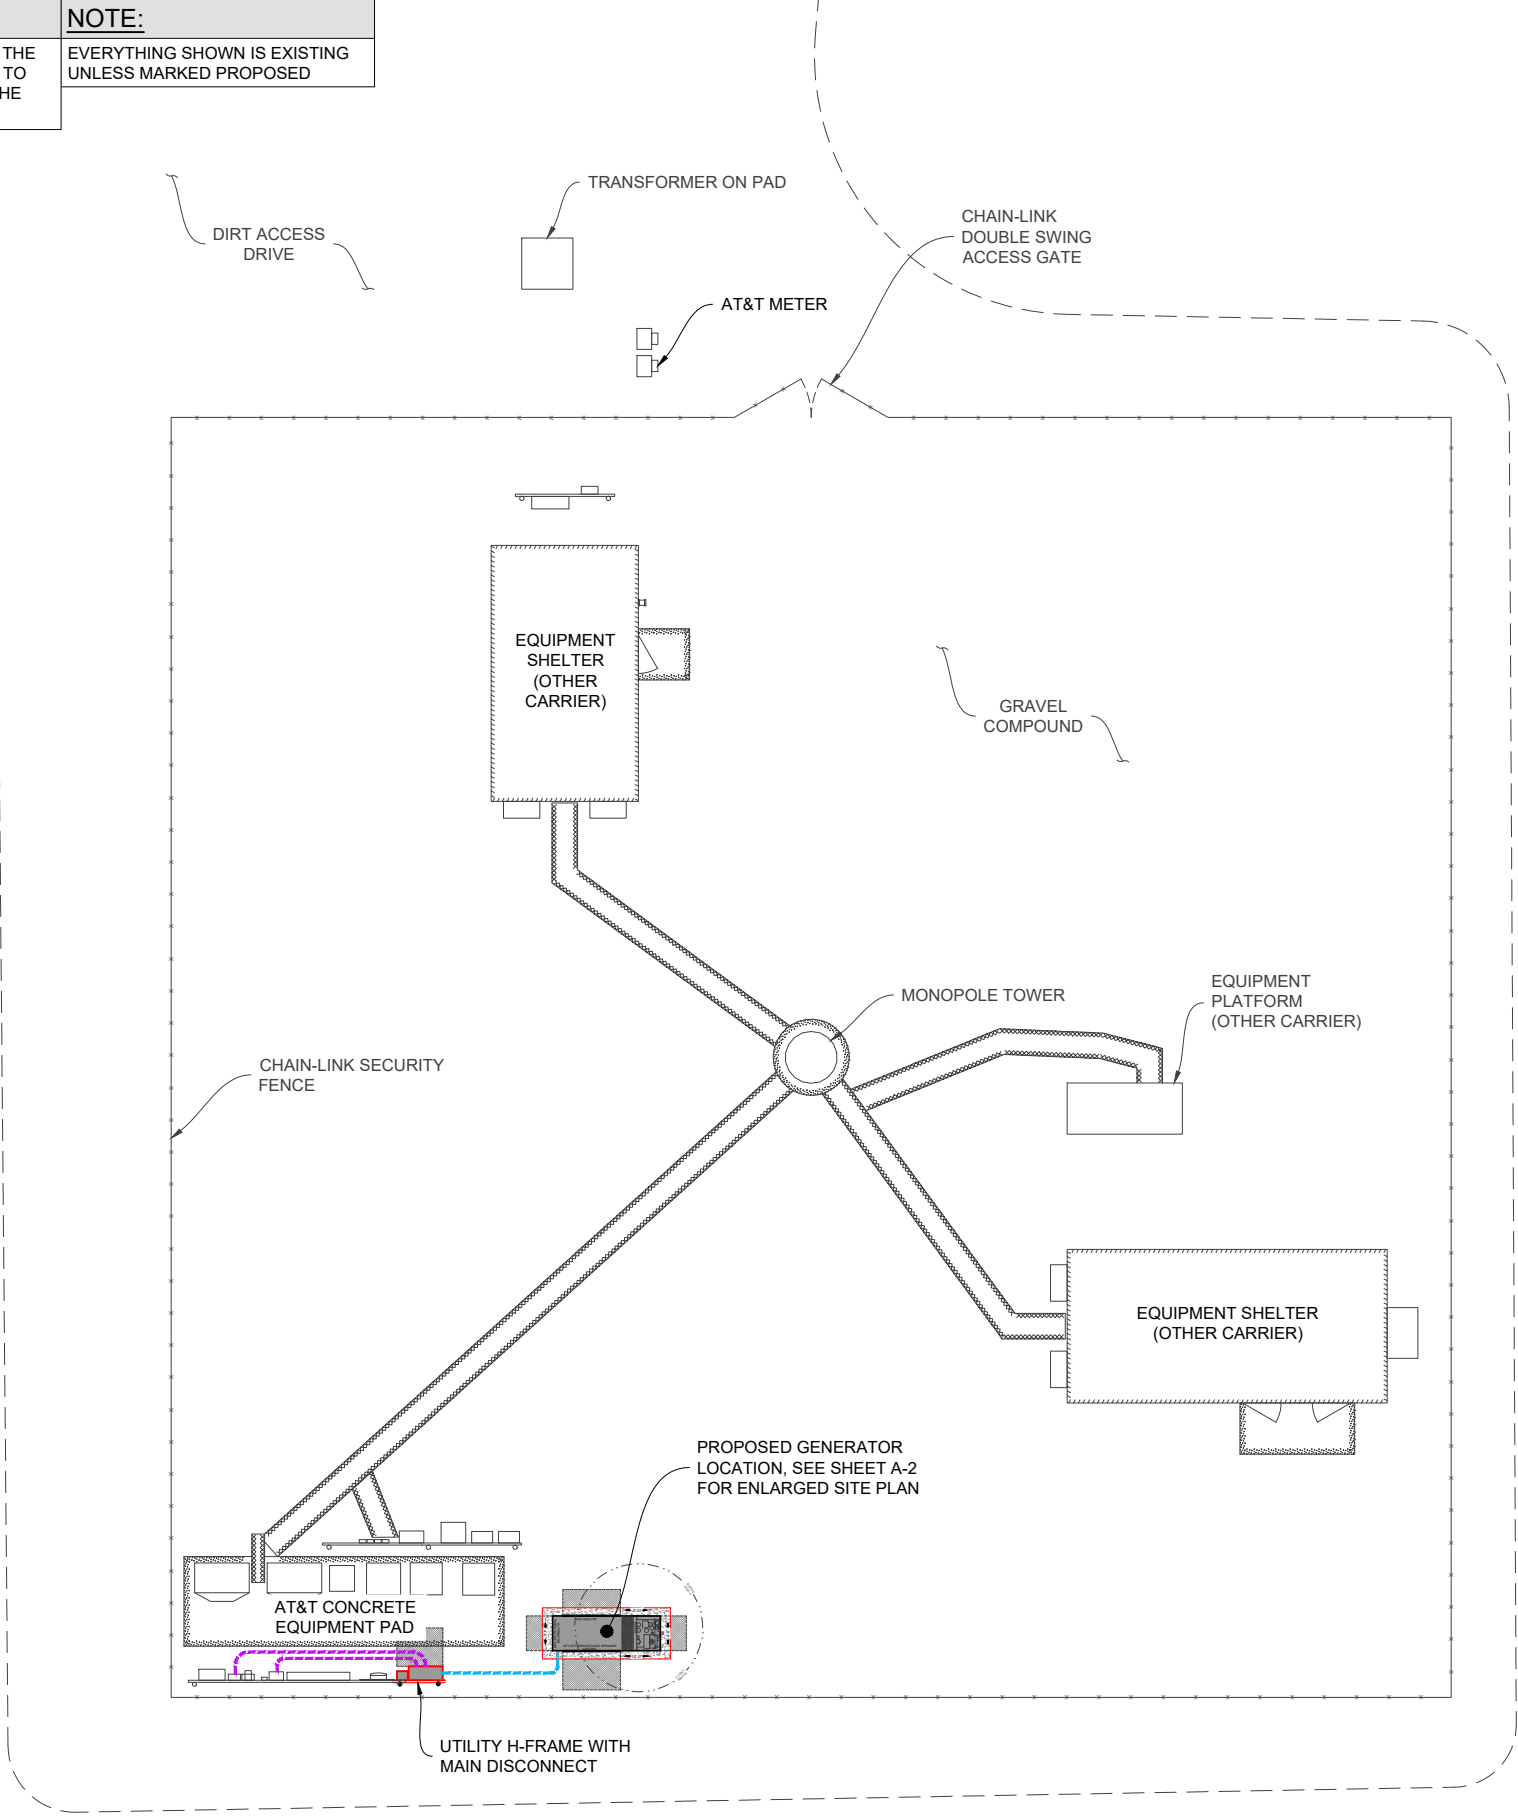 NOTE:
THE
TO
HE
EVERYTHING SHOWN IS EXISTING
UNLESS MARKED PROPOSED
TRANSFORMER ON PAD
DIRT ACCESS
DRIVE
CHAIN-LINK
DOUBLE SWING
ACCESS GATE
AT&T METER
EQUIPMENT
SHELTER
(OTHER
CARRIER)
GRAVEL
COMPOUND
MONOPOLE TOWER
EQUIPMENT
PLATFORM
(OTHER CARRIER)
CHAIN-LINK SECURITY
FENCE
EQUIPMENT SHELTER
(OTHER CARRIER)
PROPOSED GENERATOR
LOCATION, SEE SHEET A-2
FOR ENLARGED SITE PLAN
AT&T CONCRETE
EQUIPMENT PAD
UTILITY H-FRAME WITH
MAIN DISCONNECT